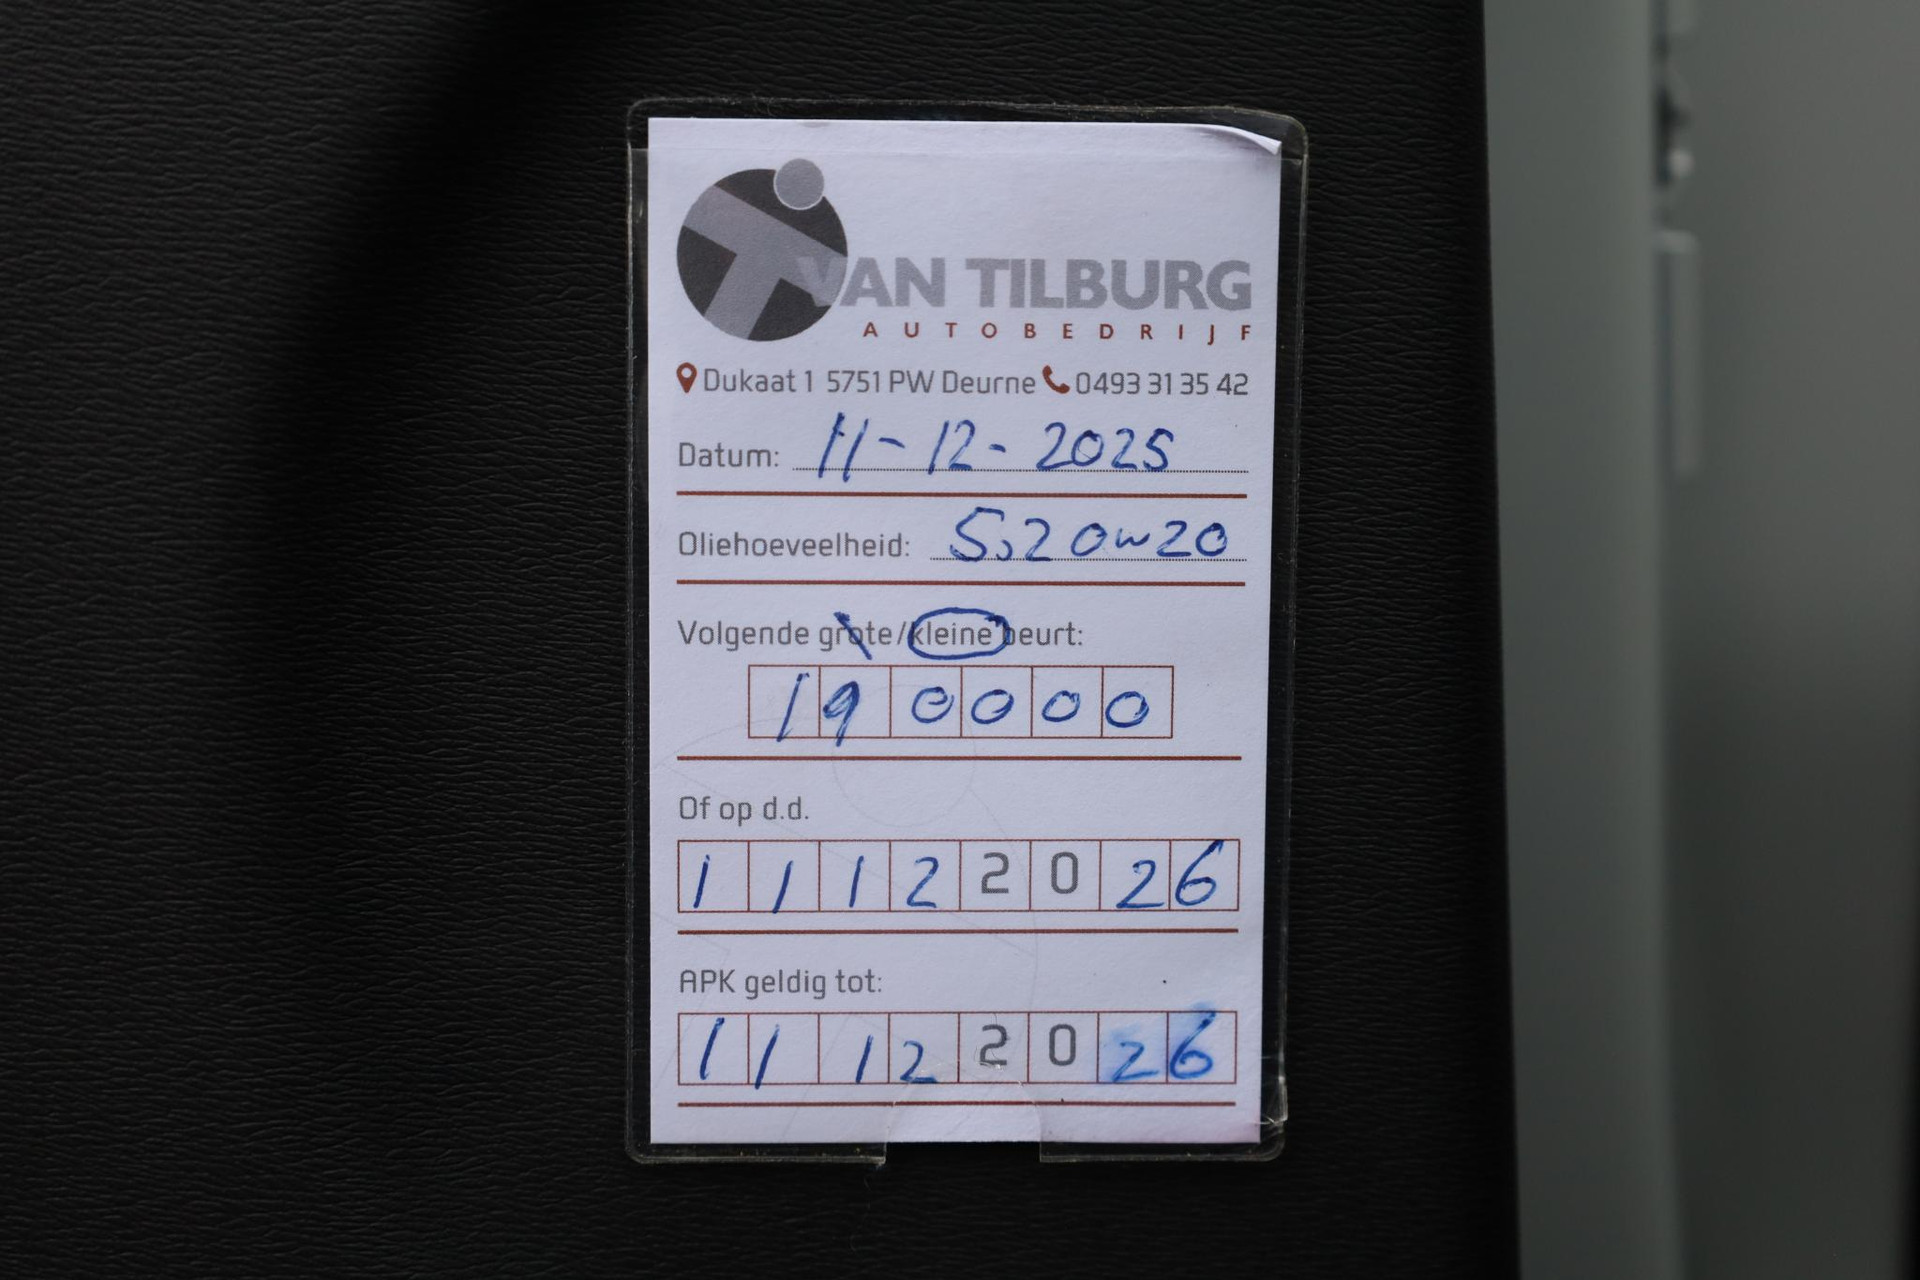 VAN TILBURG
AUTOBEDRIJF
Dukaat 1 5751 PW Deurne 0493 31 35 42
Datum: 11-12-2025
Oliehoeveelheid: 5,2 0w20
Volgende grote/kleine beurt:
190000
Of op d.d.
11122026
APK geldig tot:
11122026